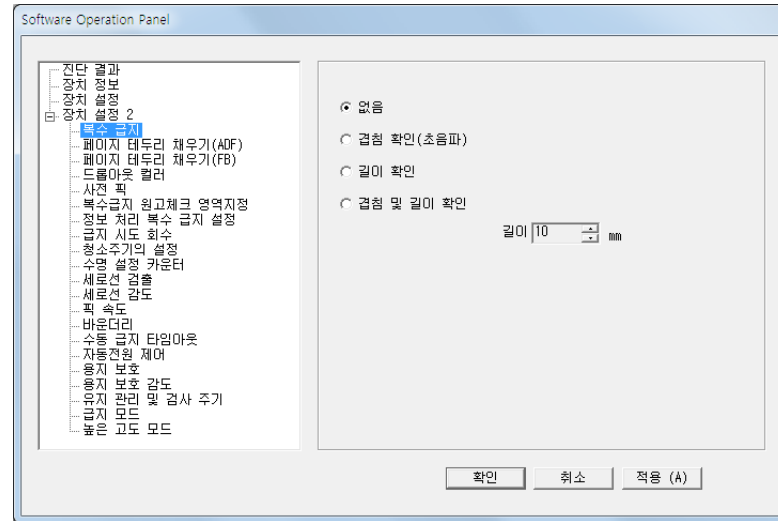 Software Operation Panel
진단 결과
장치 정보
장치 설정
장치 설정 2
복수 급지
페이지 테두리 채우기(ADF)
페이지 테두리 채우기(FB)
드롭아웃 컬러
사전 픽
복수급지 원고체크 영역지정
정보 처리 복수 급지 설정
급지 시도 회수
청소주기의 설정
수명 설정 카운터
세로선 검출
세로선 감도
픽 속도
바운더리
수동 급지 타임아웃
자동전원 제어
용지 보호
용지 보호 감도
유지 관리 및 검사 주기
급지 모드
높은 고도 모드
없음
겹침 확인(초음파)
길이 확인
겹침 및 길이 확인
길이 10 mm
확인 취소 적용 (A)